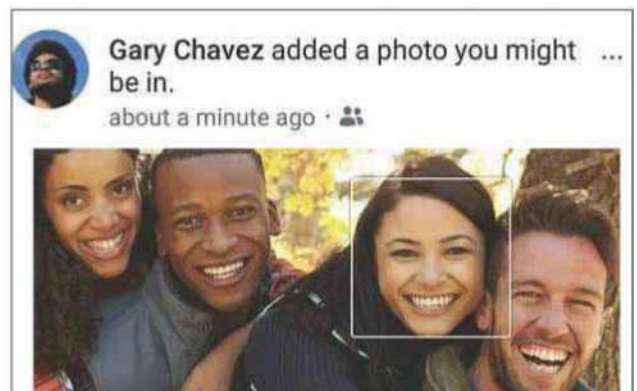 Gary Chavez added a photo you might ...
be in.
about a minute ago ·